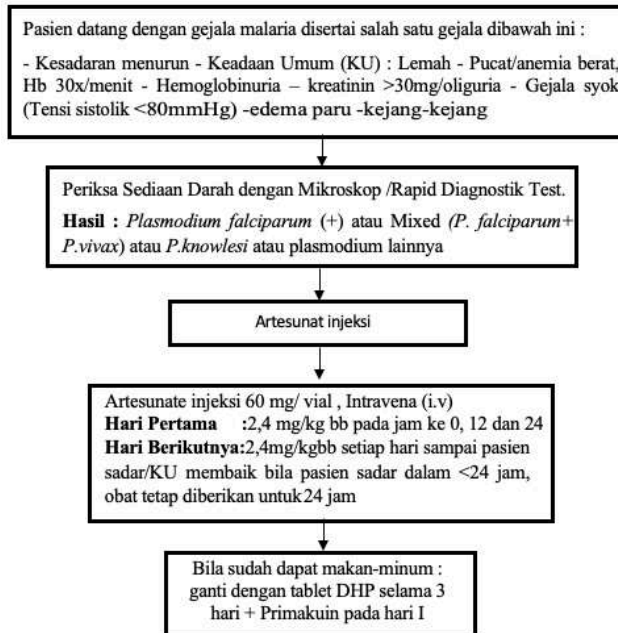 Pasien datang dengan gejala malaria disertai salah satu gejala dibawah ini :
- Kesadaran menurun - Keadaan Umum (KU) : Lemah - Pucat/anemia berat,
Hb 30x/menit - Hemoglobinuria – kreatinin >30mg/oliguria - Gejala syok
(Tensi sistolik <80mmHg) -edema paru -kejang-kejang
Periksa Sediaan Darah dengan Mikroskop /Rapid Diagnostik Test.
Hasil : Plasmodium falciparum (+) atau Mixed (P. falciparum+
P.vivax) atau P.knowlesi atau plasmodium lainnya
Artesunat injeksi
Artesunate injeksi 60 mg/ vial , Intravena (i.v)
Hari Pertama :2,4 mg/kg bb pada jam ke 0, 12 dan 24
Hari Berikutnya:2,4mg/kgbb setiap hari sampai pasien
sadar/KU membaik bila pasien sadar dalam <24 jam,
obat tetap diberikan untuk24 jam
Bila sudah dapat makan-minum :
ganti dengan tablet DHP selama 3
hari + Primakuin pada hari I